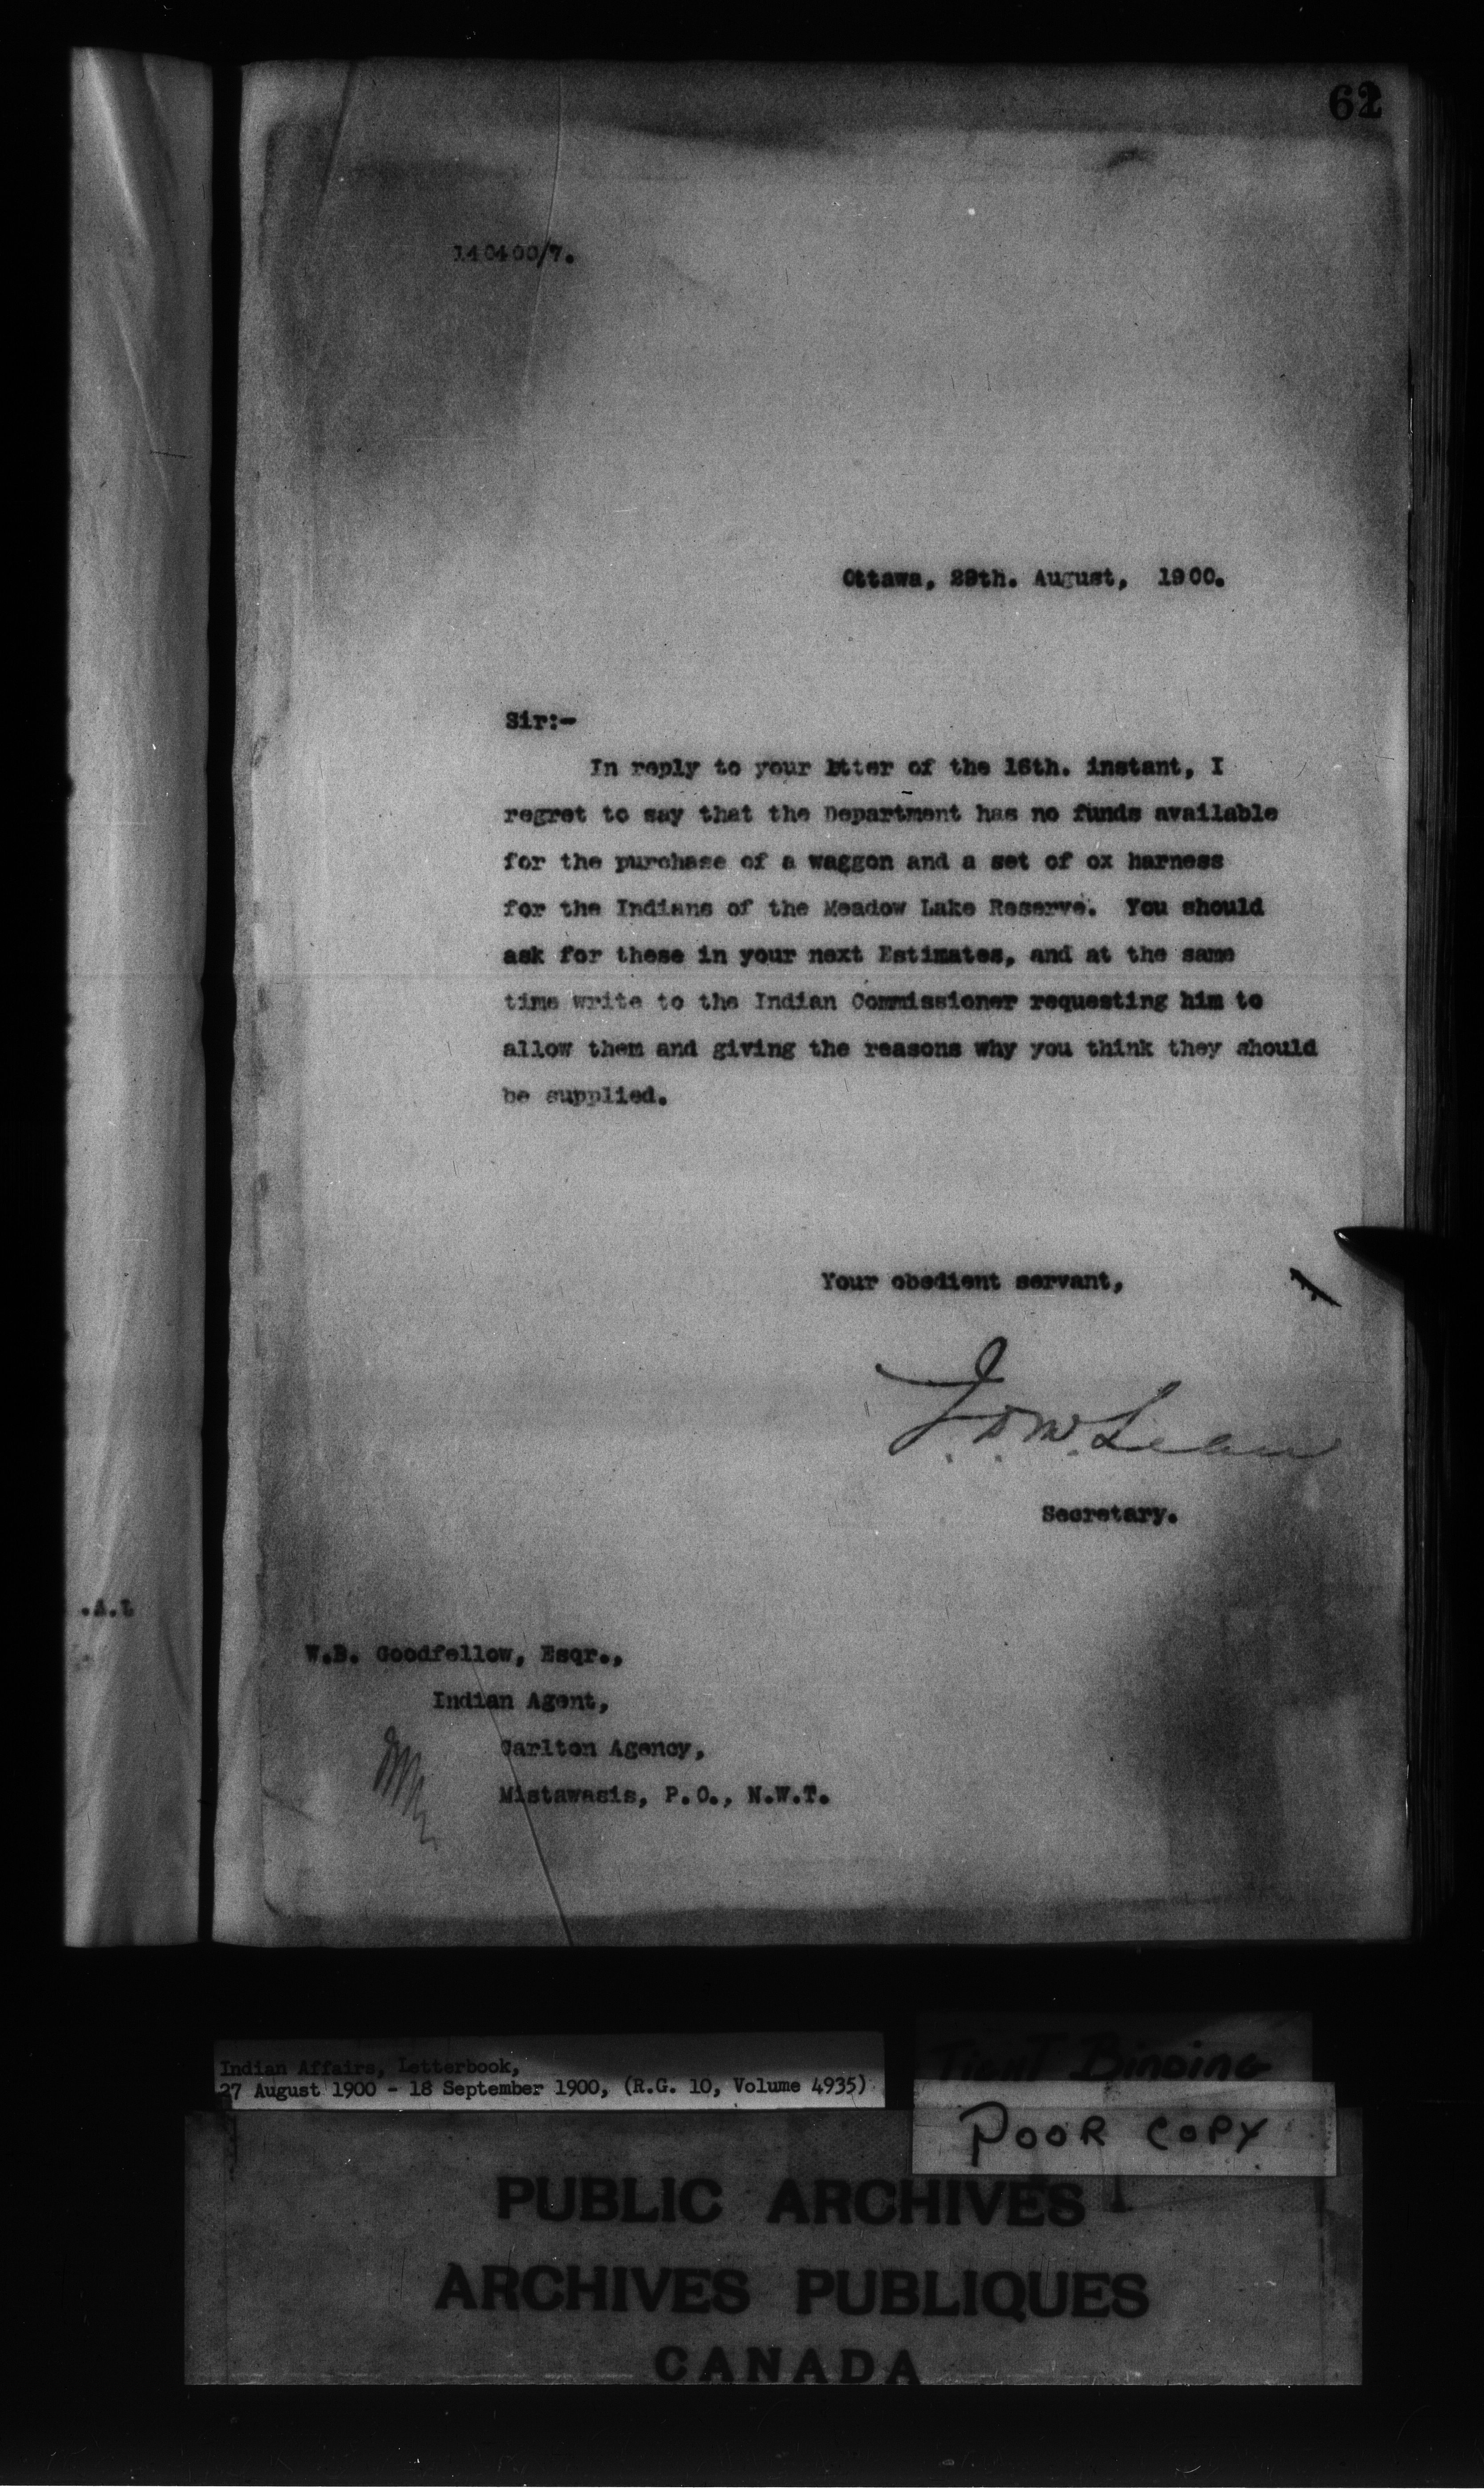 62
140400/7.
Ottawa, 29th. August, 1900.
Sir:-
In reply to your ltter of the 16th. instant, I
regret to say that the Department has no funds available
for the purchase of a waggon and a set of ox harness
for the Indians of the Meadow Lake Reserve. You should
ask for these in your next Estimates, and at the same
time write to the Indian Commissioner requesting him to
allow them and giving the reasons why you think they should
be supplied.
Your obedient servant,
J.D.McLean
Secretary.
.A.t
W.B. Goodfellow, Esqr.,
Indian Agent,
Carlton Agency,
Mistawasis, P.O., N.W.T.
Indian Affairs, Letterbook,
27 August 1900 - 18 September 1900, (R.G. 10, Volume 4935)
Tight Binding
POOR COPY
PUBLIC ARCHIVES
ARCHIVES PUBLIQUES
CANADA